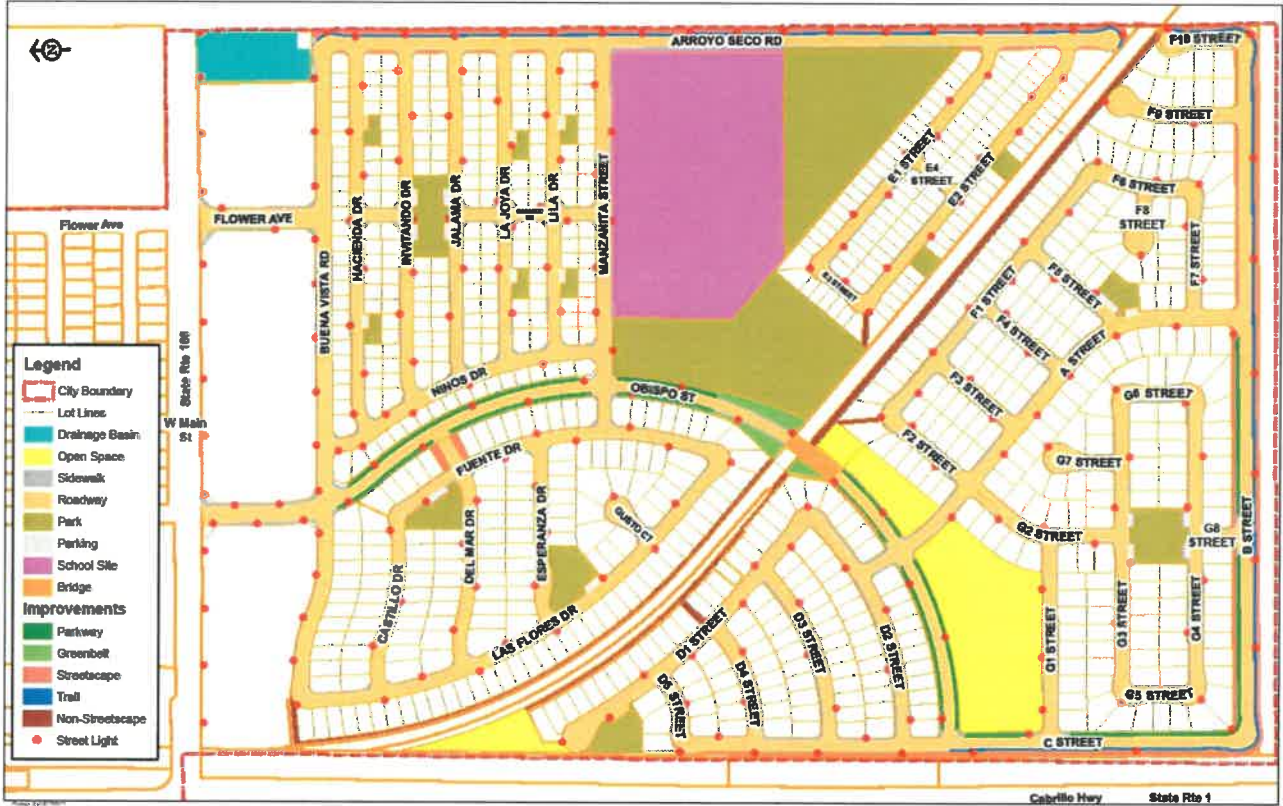 N
ARROYO SECO RD
F10 STREET
F9 STREET
E1 STREET
E4
STREET
E2 STREET
F6 STREET
F8
STREET
F7 STREET
Flower Ave
FLOWER AVE
BUENA VISTA RD
HACIENDA DR
INVITANDO DR
JALAMA DR
LA JOYA DR
LILA DR
MANZANITA STREET
E3 STREET
F1 STREET
F5 STREET
F4 STREET
A STREET
F3 STREET
F2 STREET
State Rte 166
W Main
St
NINOS DR
OBISPO ST
FUENTE DR
DEL MAR DR
ESPERANZA DR
GUSTO CT
CASTILLO DR
LAS FLORES DR
G6 STREET
G7 STREET
G2 STREET
G8
STREET
B STREET
G1 STREET
G3 STREET
G4 STREET
G5 STREET
D1 STREET
D3 STREET
D2 STREET
D4 STREET
D5 STREET
C STREET
Cabrillo Hwy
State Rte 1
Legend
City Boundary
Lot Lines
Drainage Basin
Open Space
Sidewalk
Roadway
Park
Parking
School Site
Bridge
Improvements
Parkway
Greenbelt
Streetscape
Trail
Non-Streetscape
Street Light